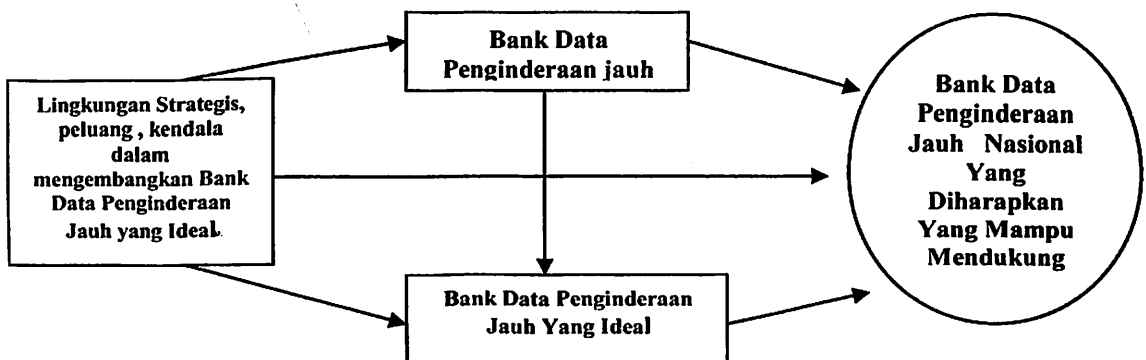 Bank Data
Penginderaan jauh
Lingkungan Strategis,
peluang , kendala
dalam
mengembangkan Bank
Data Penginderaan
Jauh yang Ideal.
Bank Data
Penginderaan
Jauh Nasional
Yang
Diharapkan
Yang Mampu
Mendukung
Bank Data Penginderaan
Jauh Yang Ideal